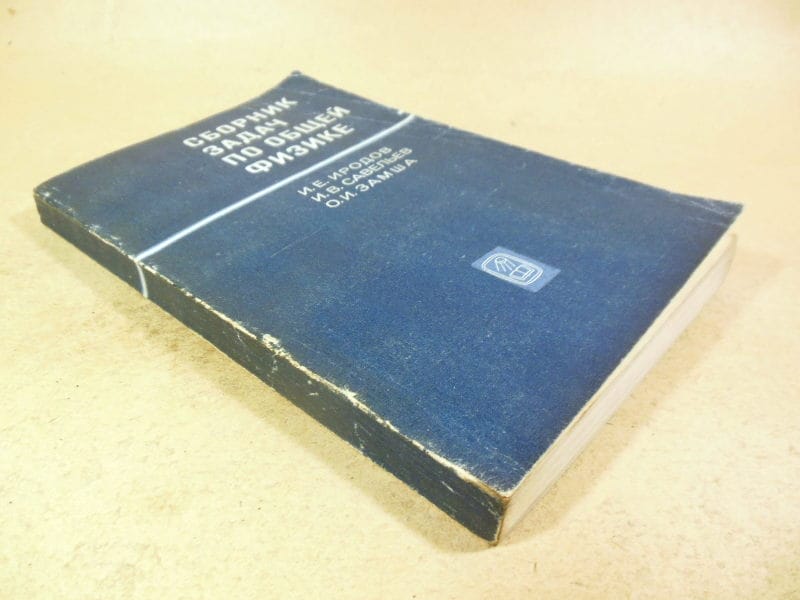 СБОРНИК
ЗАДАЧ
ПО ОБЩЕЙ
ФИЗИКЕ
И. Е. ИРОДОВ
И. В. САВЕЛЬЕВ
О. И. ЗАМША